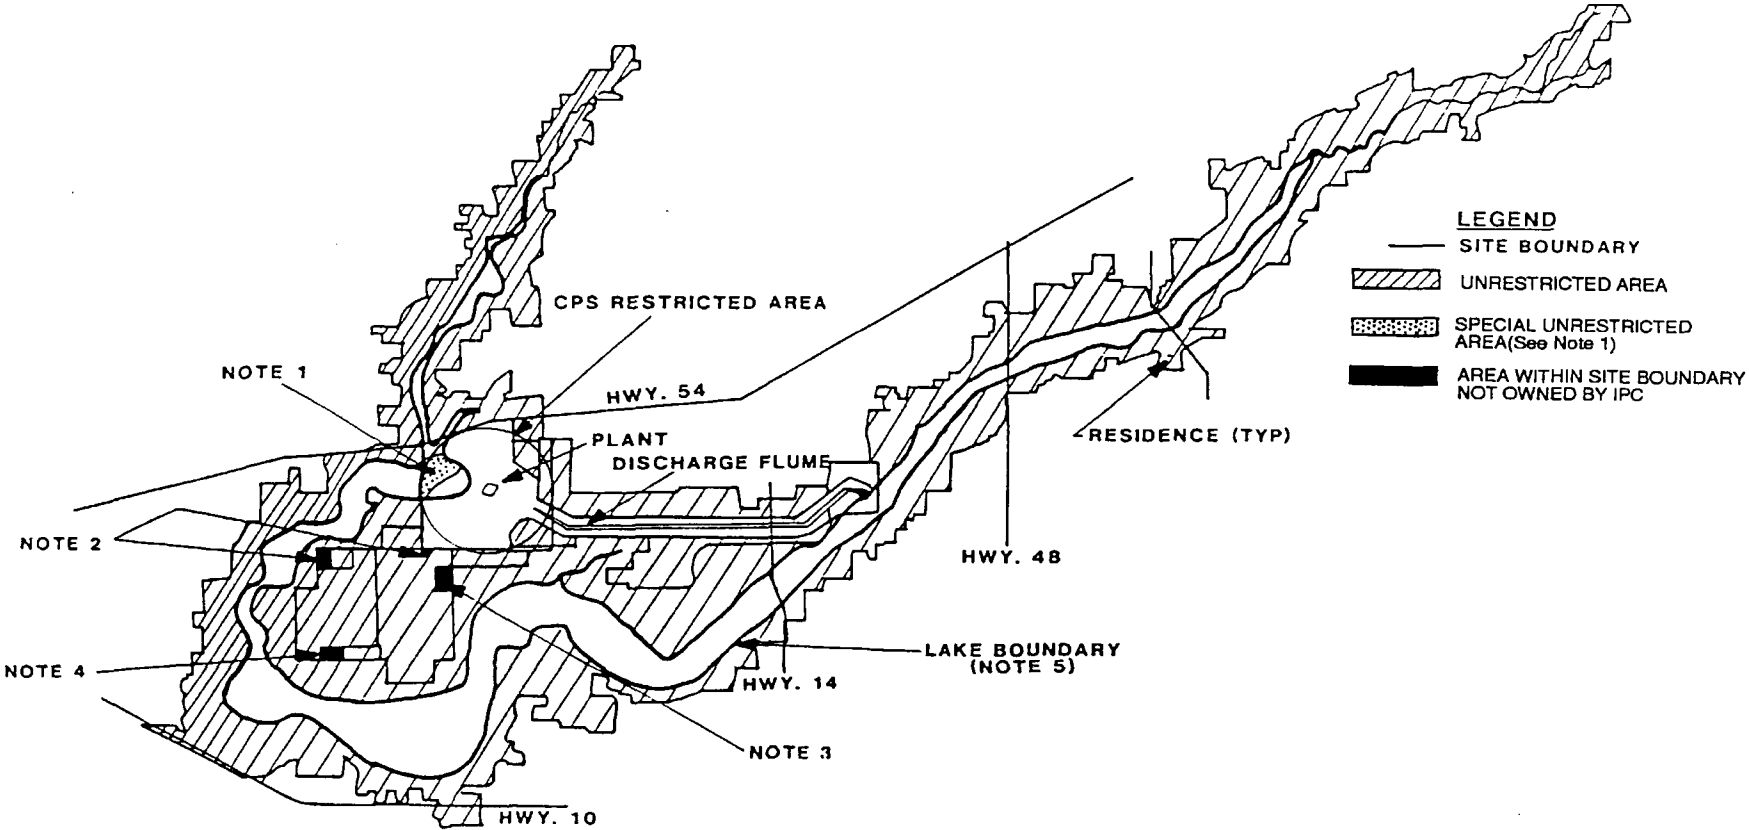 LEGEND
SITE BOUNDARY
UNRESTRICTED AREA
SPECIAL UNRESTRICTED
AREA(See Note 1)
AREA WITHIN SITE BOUNDARY
NOT OWNED BY IPC
CPS RESTRICTED AREA
NOTE 1
HWY. 54
PLANT
DISCHARGE FLUME
RESIDENCE (TYP)
NOTE 2
HWY. 48
NOTE 4
LAKE BOUNDARY
(NOTE 5)
HWY. 14
NOTE 3
HWY. 10